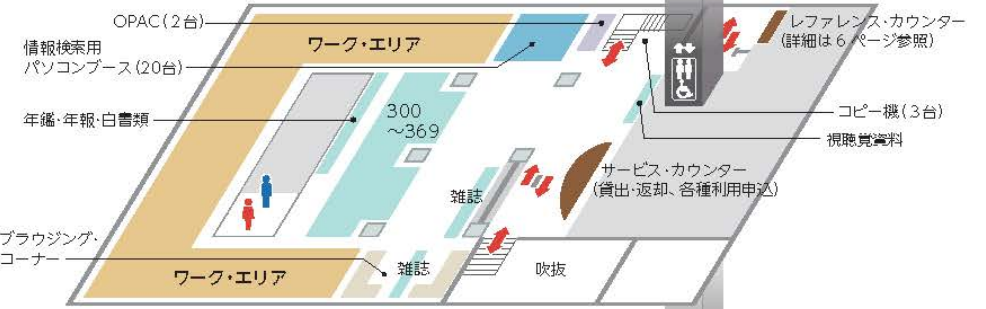 OPAC(2台)
情報検索用
パソコンブース(20台)
年鑑・年報・白書類
ブラウジング・
コーナー
ワーク・エリア
300
～369
雑誌
雑誌
ワーク・エリア
吹抜
サービス・カウンター
(貸出・返却、各種利用申込)
レファレンス・カウンター
(詳細は6ページ参照)
コピー機(3台)
視聴覚資料